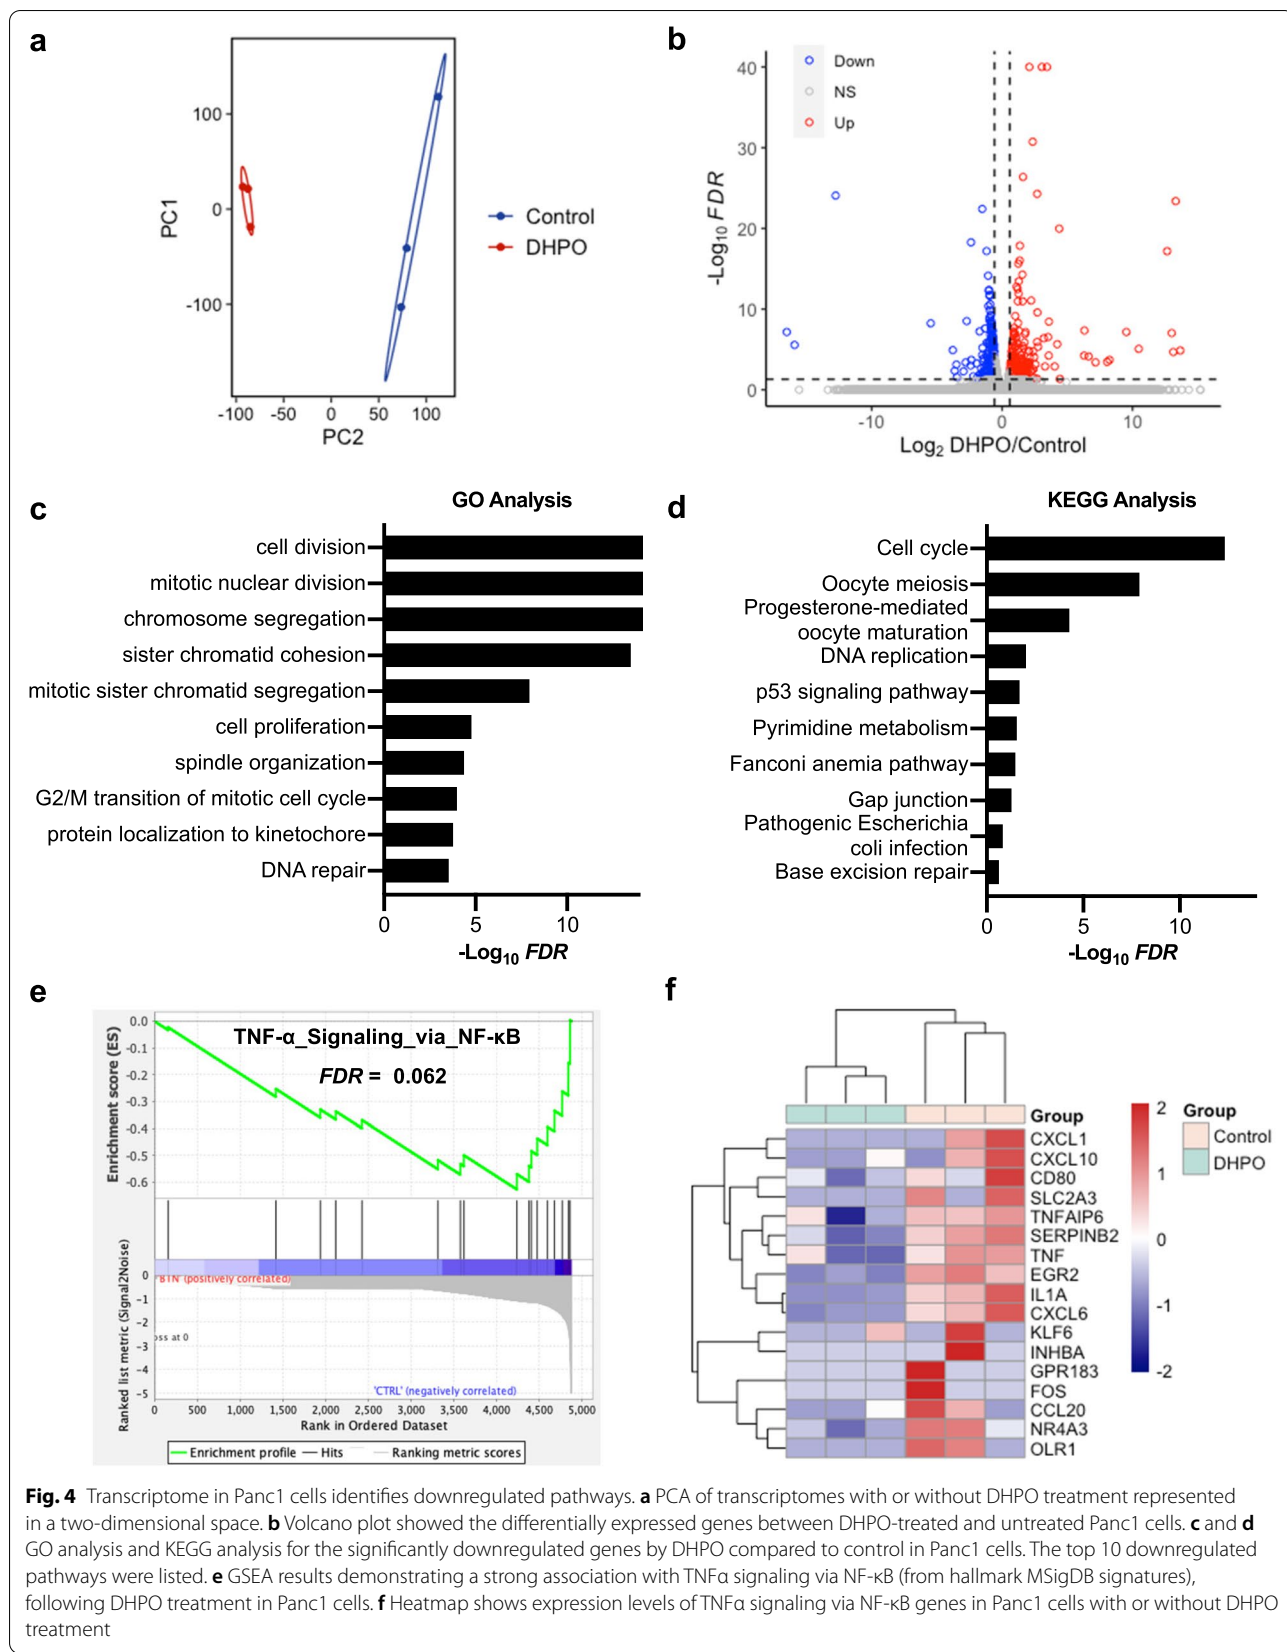 a
100
0
-100
PC1
-100
-50
0
50
100
PC2
Control
DHPO
b
Down
NS
Up
40
30
20
10
0
-Log10 FDR
-10
0
10
Log2 DHPO/Control
c
GO Analysis
cell division
mitotic nuclear division
chromosome segregation
sister chromatid cohesion
mitotic sister chromatid segregation
cell proliferation
spindle organization
G2/M transition of mitotic cell cycle
protein localization to kinetochore
DNA repair
0
5
10
-Log10 FDR
d
KEGG Analysis
Cell cycle
Oocyte meiosis
Progesterone-mediated
oocyte maturation
DNA replication
p53 signaling pathway
Pyrimidine metabolism
Fanconi anemia pathway
Gap junction
Pathogenic Escherichia
coli infection
Base excision repair
0
5
10
-Log10 FDR
e
TNF-α_Signaling_via_NF-κB
FDR = 0.062
Enrichment score (ES)
0.0
-0.1
-0.2
-0.3
-0.4
-0.5
-0.6
(positively correlated)
Ranked list metric (Signal2Noise)
0
-1
-2
-3
-4
-5
oss at 0
'CTRL' (negatively correlated)
0
500
1,000
1,500
2,000
2,500
3,000
3,500
4,000
4,500
5,000
Rank in Ordered Dataset
Enrichment profile
Hits
Ranking metric scores
f
Group
CXCL1
CXCL10
CD80
SLC2A3
TNFAIP6
SERPINB2
TNF
EGR2
IL1A
CXCL6
KLF6
INHBA
GPR183
FOS
CCL20
NR4A3
OLR1
2
1
0
-1
-2
Group
Control
DHPO
Fig. 4 Transcriptome in Panc1 cells identifies downregulated pathways. a PCA of transcriptomes with or without DHPO treatment represented
in a two-dimensional space. b Volcano plot showed the differentially expressed genes between DHPO-treated and untreated Panc1 cells. c and d
GO analysis and KEGG analysis for the significantly downregulated genes by DHPO compared to control in Panc1 cells. The top 10 downregulated
pathways were listed. e GSEA results demonstrating a strong association with TNFα signaling via NF-κB (from hallmark MSigDB signatures),
following DHPO treatment in Panc1 cells. f Heatmap shows expression levels of TNFα signaling via NF-κB genes in Panc1 cells with or without DHPO
treatment